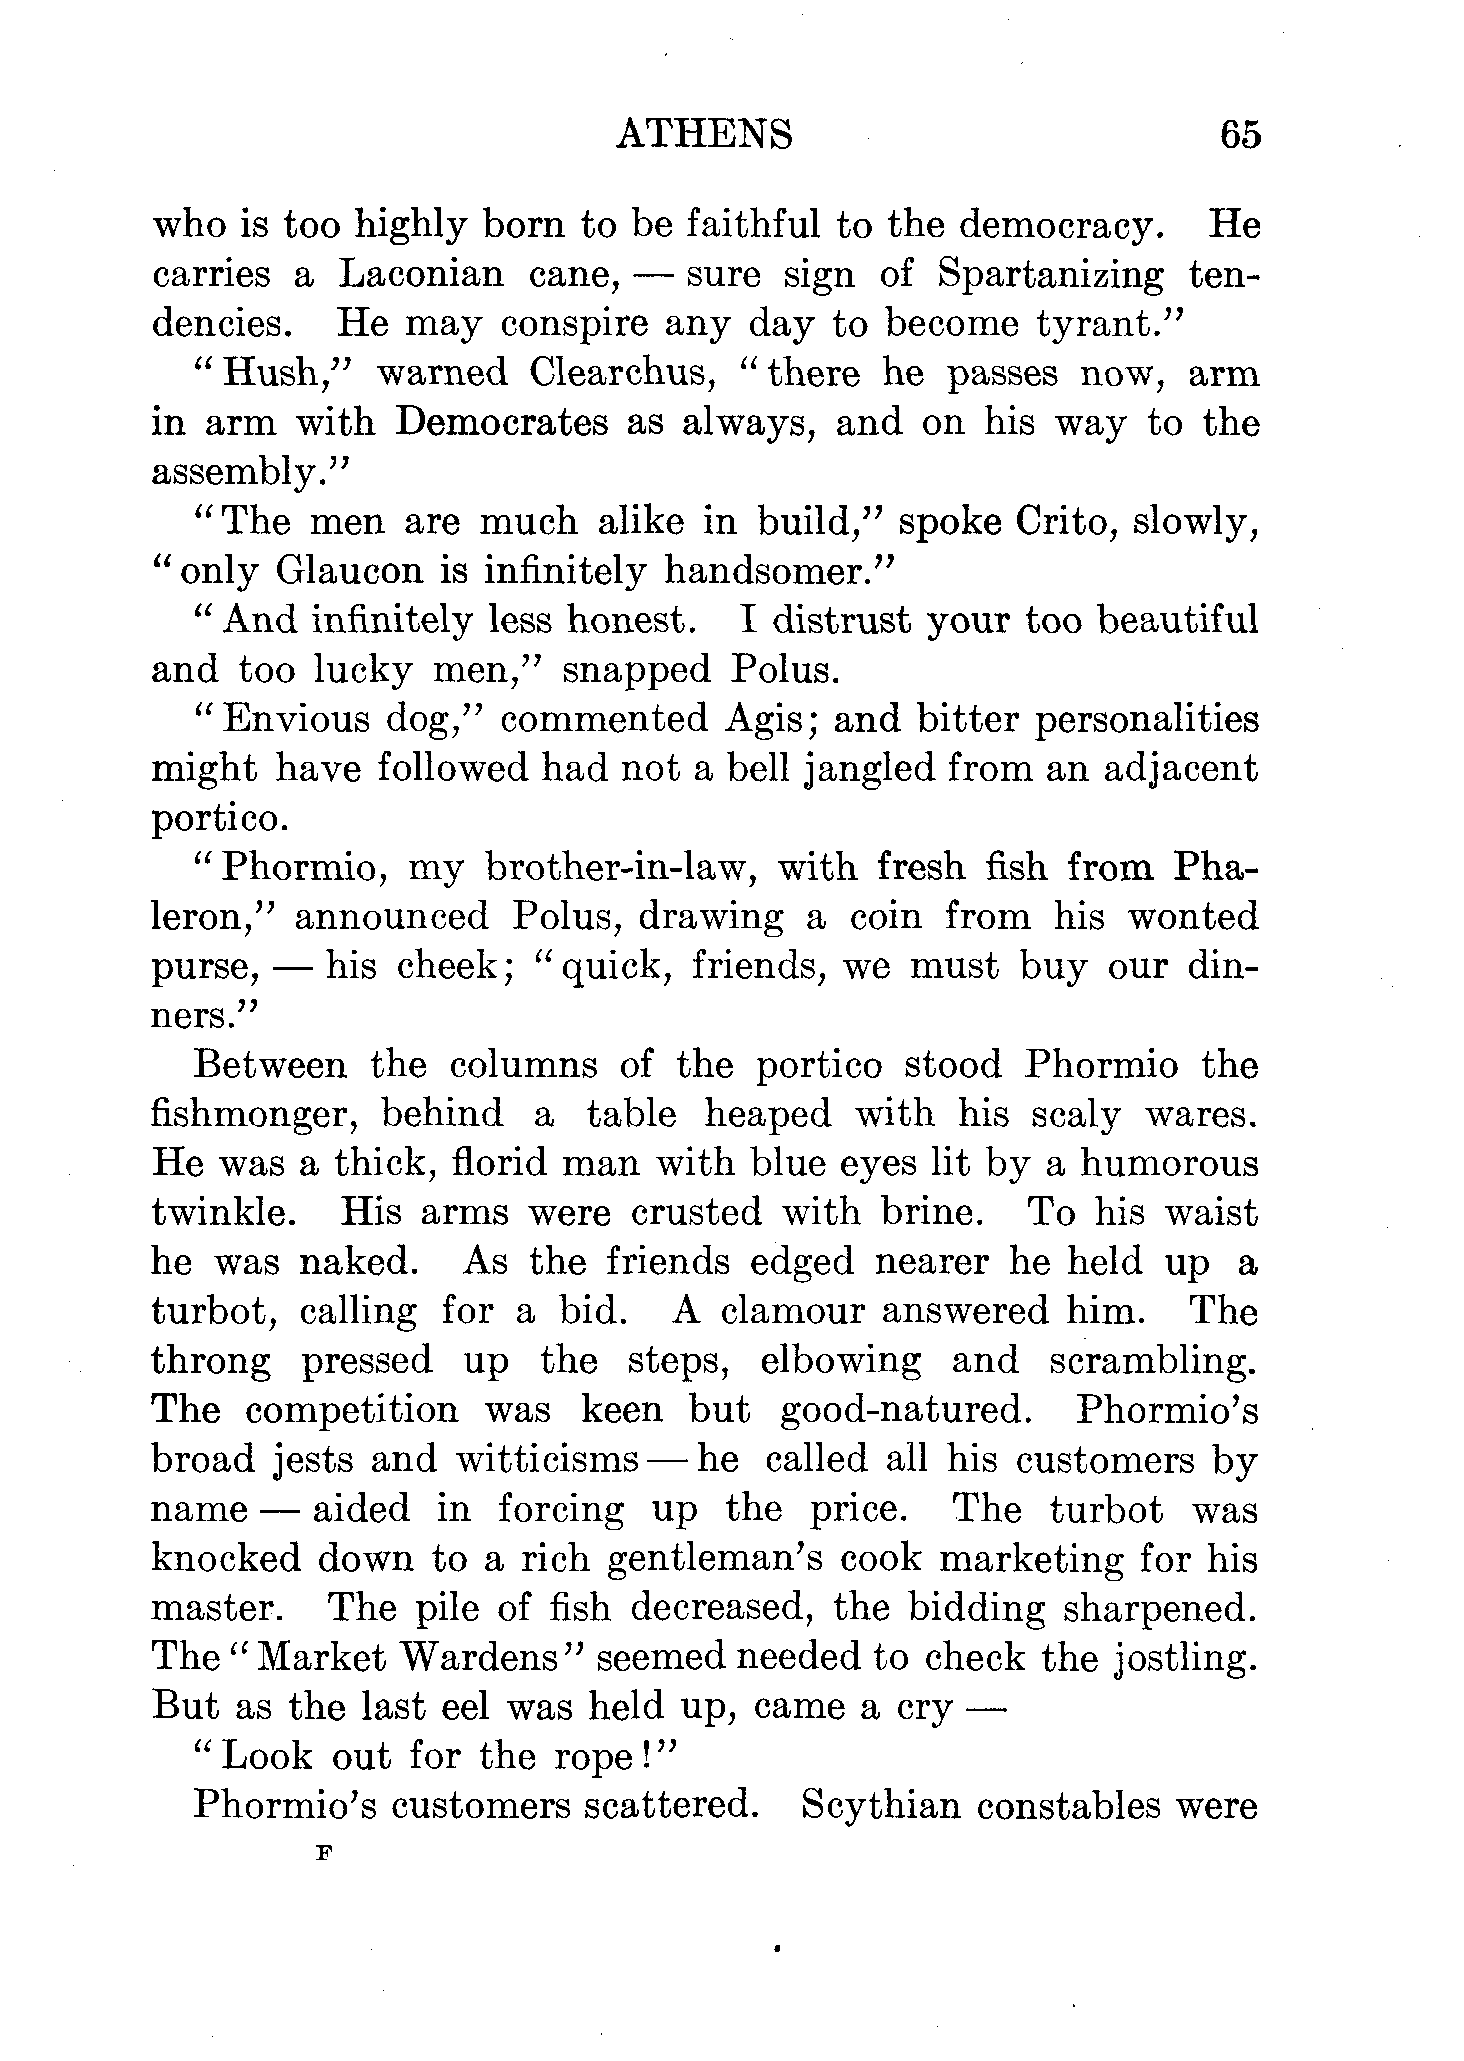 ATHENS 65
who is too highly born to be faithful to the democracy. He
carries a Laconian cane, — sure sign of Spartanizing ten-
dencies. He may conspire any day to become tyrant."
"Hush," warned Clearchus, "there he passes now, arm
in arm with Democrates as always, and on his way to the
assembly."
"The men are much alike in build," spoke Crito, slowly,
"only Glaucon is infinitely handsomer."
"And infinitely less honest. I distrust your too beautiful
and too lucky men," snapped Polus.
"Envious dog," commented Agis; and bitter personalities
might have followed had not a bell jangled from an adjacent
portico.
"Phormio, my brother-in-law, with fresh fish from Pha-
leron," announced Polus, drawing a coin from his wonted
purse, — his cheek; "quick, friends, we must buy our din-
ners."
Between the columns of the portico stood Phormio the
fishmonger, behind a table heaped with his scaly wares.
He was a thick, florid man with blue eyes lit by a humorous
twinkle. His arms were crusted with brine. To his waist
he was naked. As the friends edged nearer he held up a
turbot, calling for a bid. A clamour answered him. The
throng pressed up the steps, elbowing and scrambling.
The competition was keen but good-natured. Phormio's
broad jests and witticisms — he called all his customers by
name — aided in forcing up the price. The turbot was
knocked down to a rich gentleman's cook marketing for his
master. The pile of fish decreased, the bidding sharpened.
The "Market Wardens" seemed needed to check the jostling.
But as the last eel was held up, came a cry —
"Look out for the rope!"
Phormio's customers scattered. Scythian constables were
F